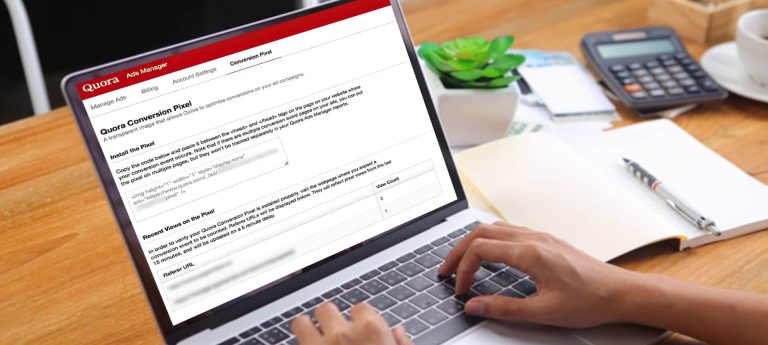 Quora Ads Manager
Manage Ads Billing Account Settings Conversion Pixel
Quora Conversion Pixel
A transparent image that allows Quora to optimize conversions on your ad campaigns.
Install the Pixel
Copy the code below and paste it between the <head> and </head> tags on the page on your website where
your conversion event occurs. Note that if there are multiple conversion event pages on your site, you can put
the pixel on multiple pages, but they won't be tracked separately in your Quora Ads Manager reports.
<img height="1" width="1" style="display:none"
src="https://www.quora.com/_/ad/
pixel" />
Recent Views on the Pixel
In order to verify your Quora Conversion Pixel is installed properly, visit the webpage where you expect a
conversion event to be counted. Referer URLs will be displayed below. They will reflect pixel views from the last
15 minutes, and will be updated on a 5 minute delay.
Referer URL View Count
2
1